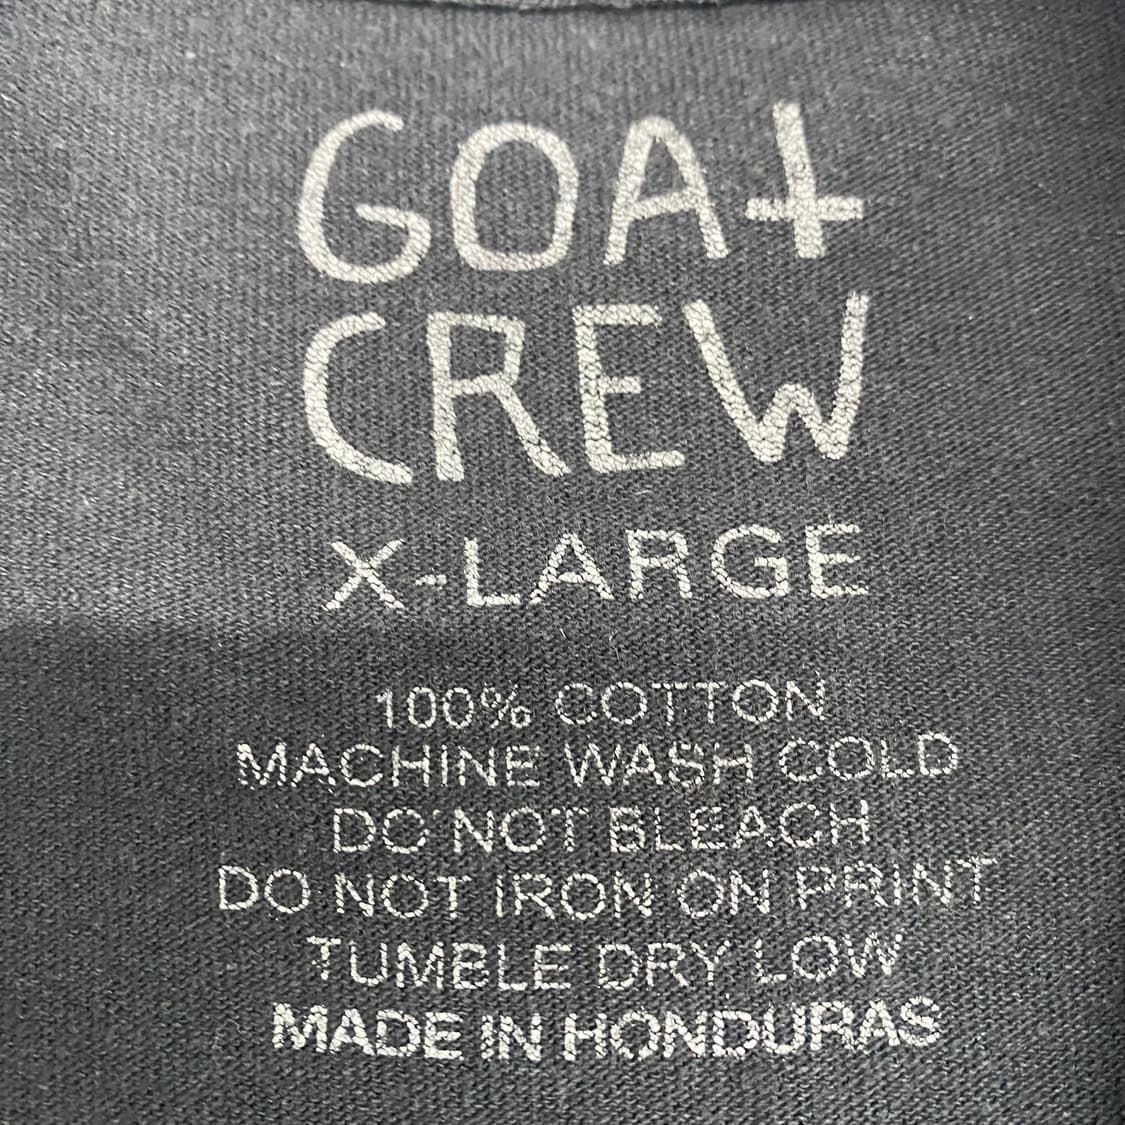 GOAt
CREW
X-LARGE
100% COTTON
MACHINE WASH COLD
DO NOT BLEACH
DO NOT IRON ON PRINT
TUMBLE DRY LOW
MADE IN HONDURAS